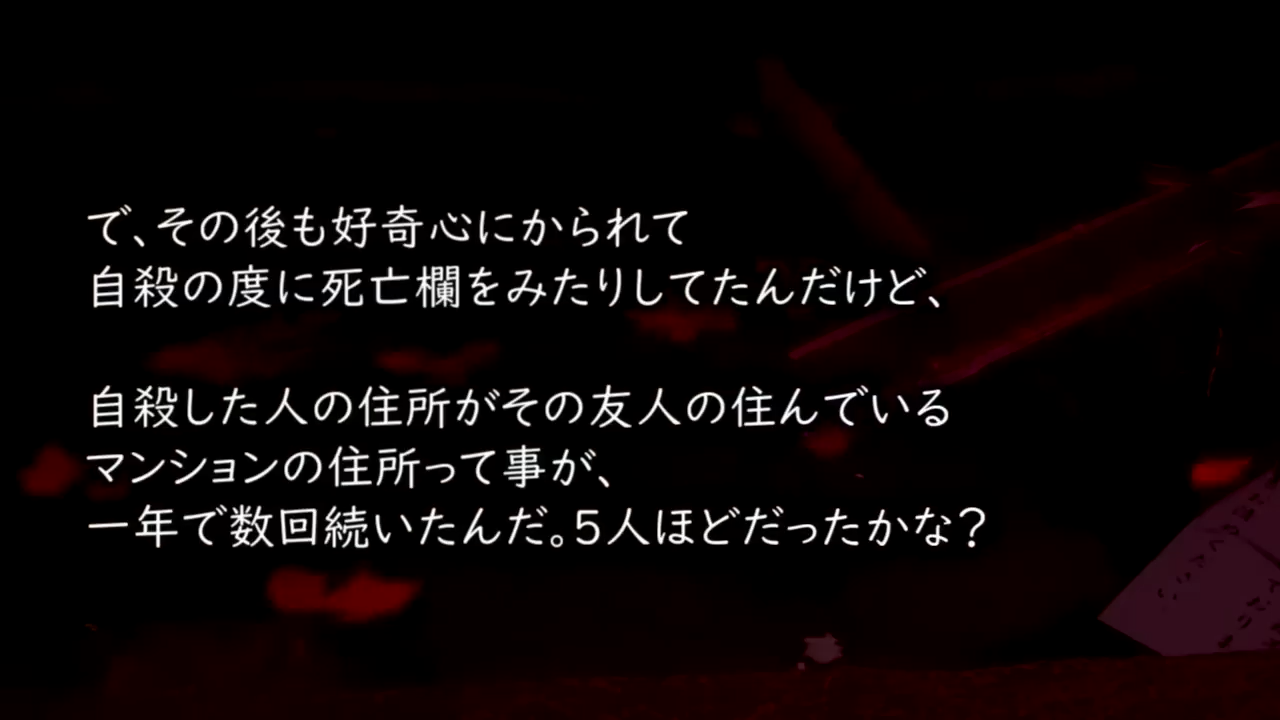 で、その後も好奇心にかられて
自殺の度に死亡欄をみたりしてたんだけど、
自殺した人の住所がその友人の住んでいる
マンションの住所って事が、
一年で数回続いたんだ。5人ほどだったかな?